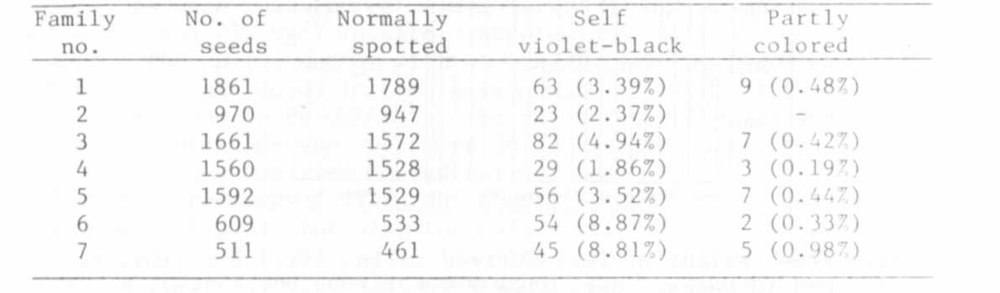 Family No. of Normally Self Partly
no. seeds spotted violet-black colored
1 1861 1789 63 (3.39%) 9 (0.48%)
2 970 947 23 (2.37%) -
3 1661 1572 82 (4.94%) 7 (0.42%)
4 1560 1528 29 (1.86%) 3 (0.19%)
5 1592 1529 56 (3.52%) 7 (0.44%)
6 609 533 54 (8.87%) 2 (0.33%)
7 511 461 45 (8.81%) 5 (0.98%)